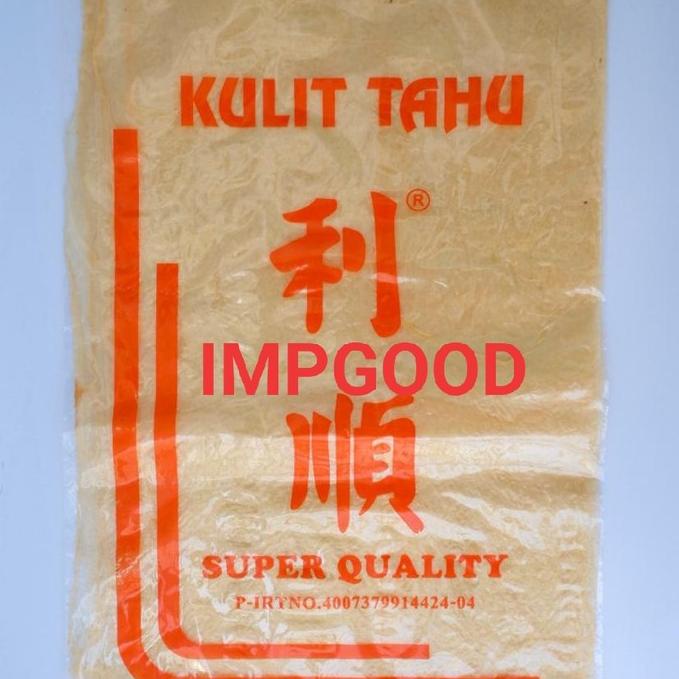 KULIT TAHU
利 ®
IMPGOOD
順
SUPER QUALITY
P-IRTNO.4007379914424-04